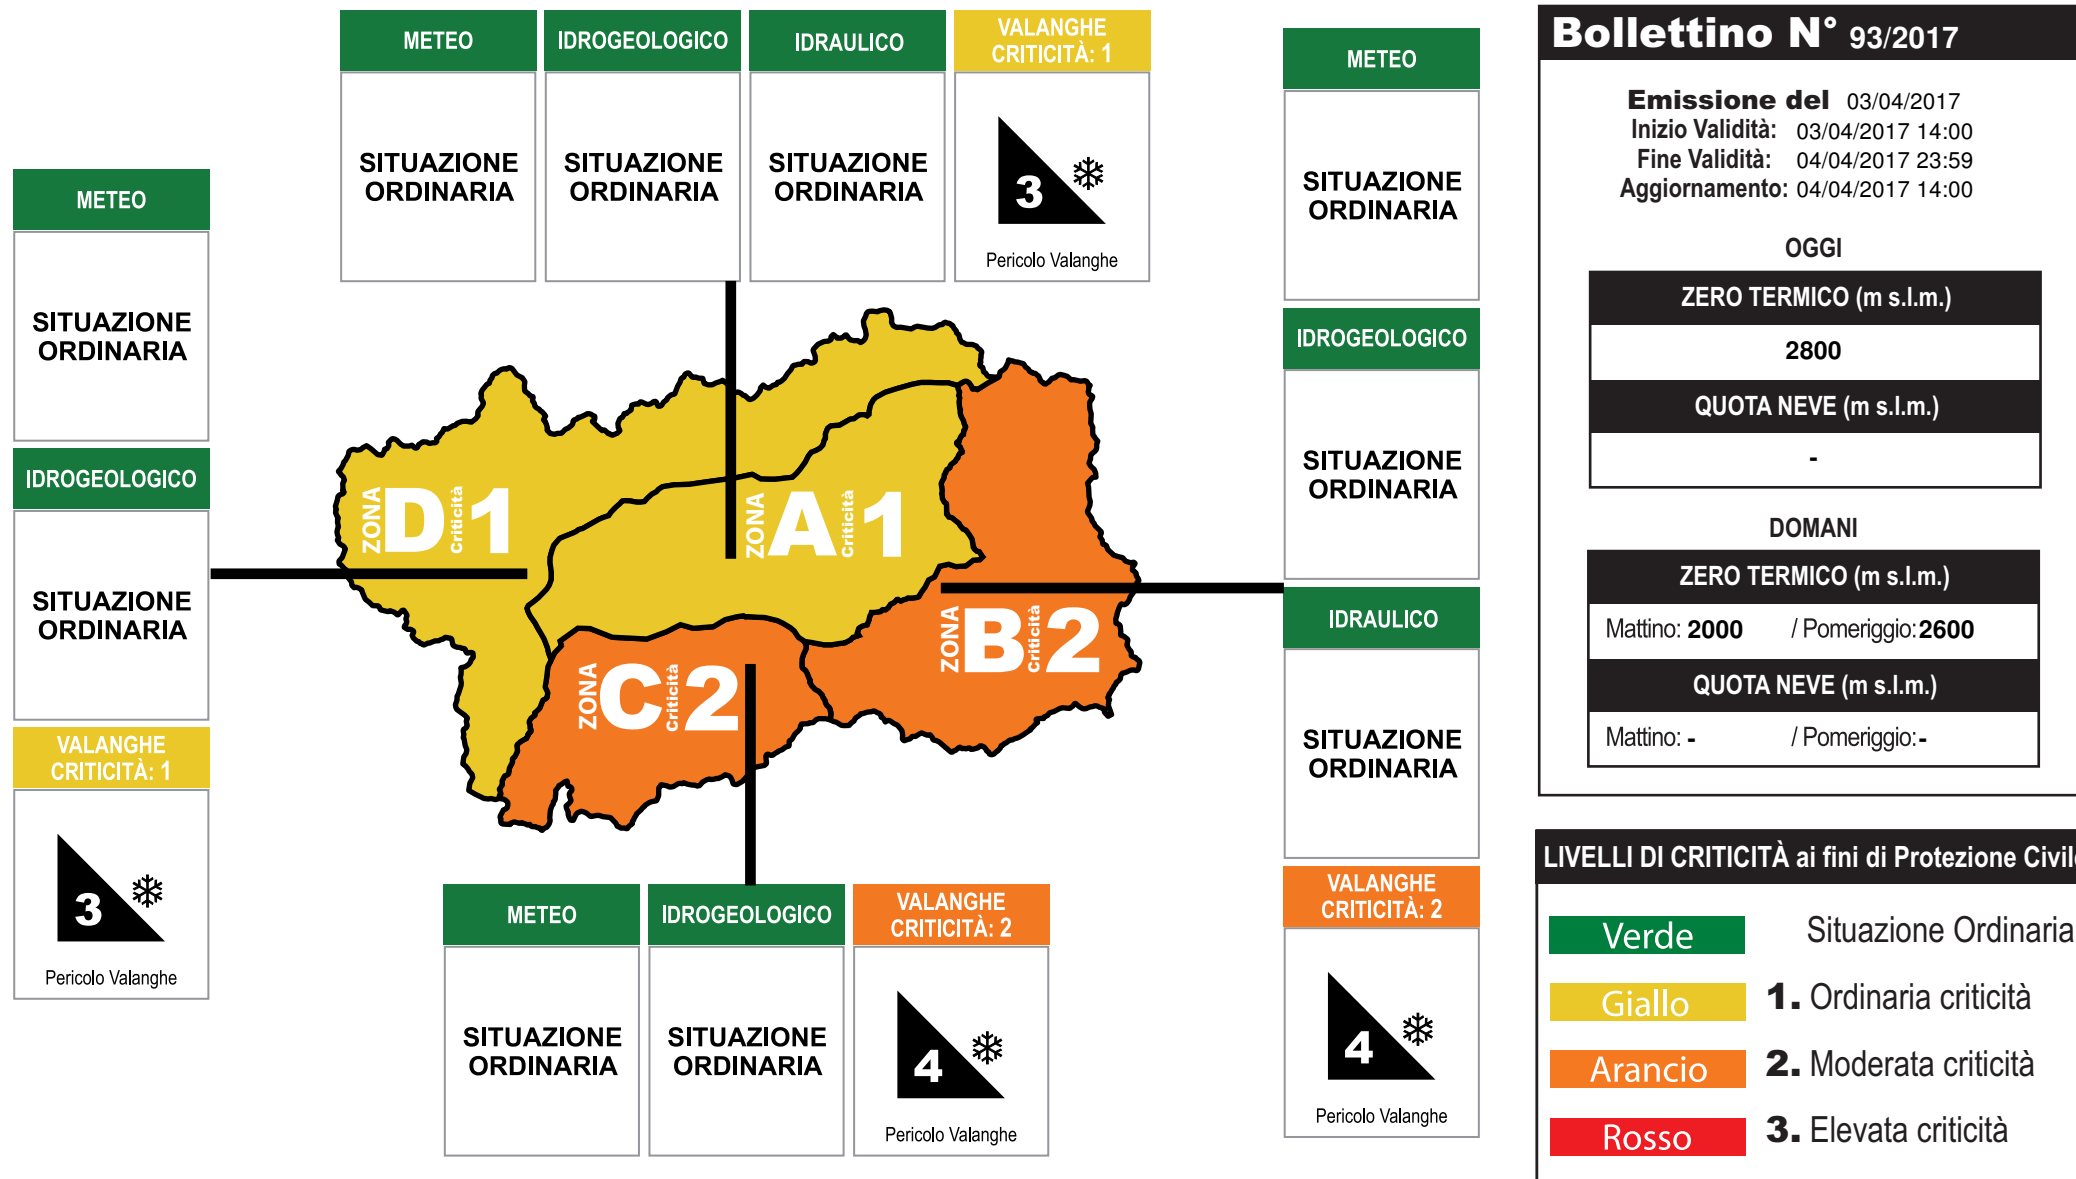 METEO
SITUAZIONE
ORDINARIA
IDROGEOLOGICO
SITUAZIONE
ORDINARIA
IDRAULICO
SITUAZIONE
ORDINARIA
VALANGHE
CRITICITÀ: 1
3
Pericolo Valanghe
METEO
SITUAZIONE
ORDINARIA
IDROGEOLOGICO
SITUAZIONE
ORDINARIA
VALANGHE
CRITICITÀ: 1
3
Pericolo Valanghe
ZONA D Criticità 1
ZONA A Criticità 1
ZONA B Criticità 2
ZONA C Criticità 2
METEO
SITUAZIONE
ORDINARIA
IDROGEOLOGICO
SITUAZIONE
ORDINARIA
VALANGHE
CRITICITÀ: 2
4
Pericolo Valanghe
METEO
SITUAZIONE
ORDINARIA
IDROGEOLOGICO
SITUAZIONE
ORDINARIA
IDRAULICO
SITUAZIONE
ORDINARIA
VALANGHE
CRITICITÀ: 2
4
Pericolo Valanghe
Bollettino N° 93/2017
Emissione del 03/04/2017
Inizio Validità: 03/04/2017 14:00
Fine Validità: 04/04/2017 23:59
Aggiornamento: 04/04/2017 14:00
OGGI
ZERO TERMICO (m s.l.m.)
2800
QUOTA NEVE (m s.l.m.)
-
DOMANI
ZERO TERMICO (m s.l.m.)
Mattino: 2000 / Pomeriggio: 2600
QUOTA NEVE (m s.l.m.)
Mattino: - / Pomeriggio: -
LIVELLI DI CRITICITÀ ai fini di Protezione Civile
Verde Situazione Ordinaria
Giallo 1. Ordinaria criticità
Arancio 2. Moderata criticità
Rosso 3. Elevata criticità